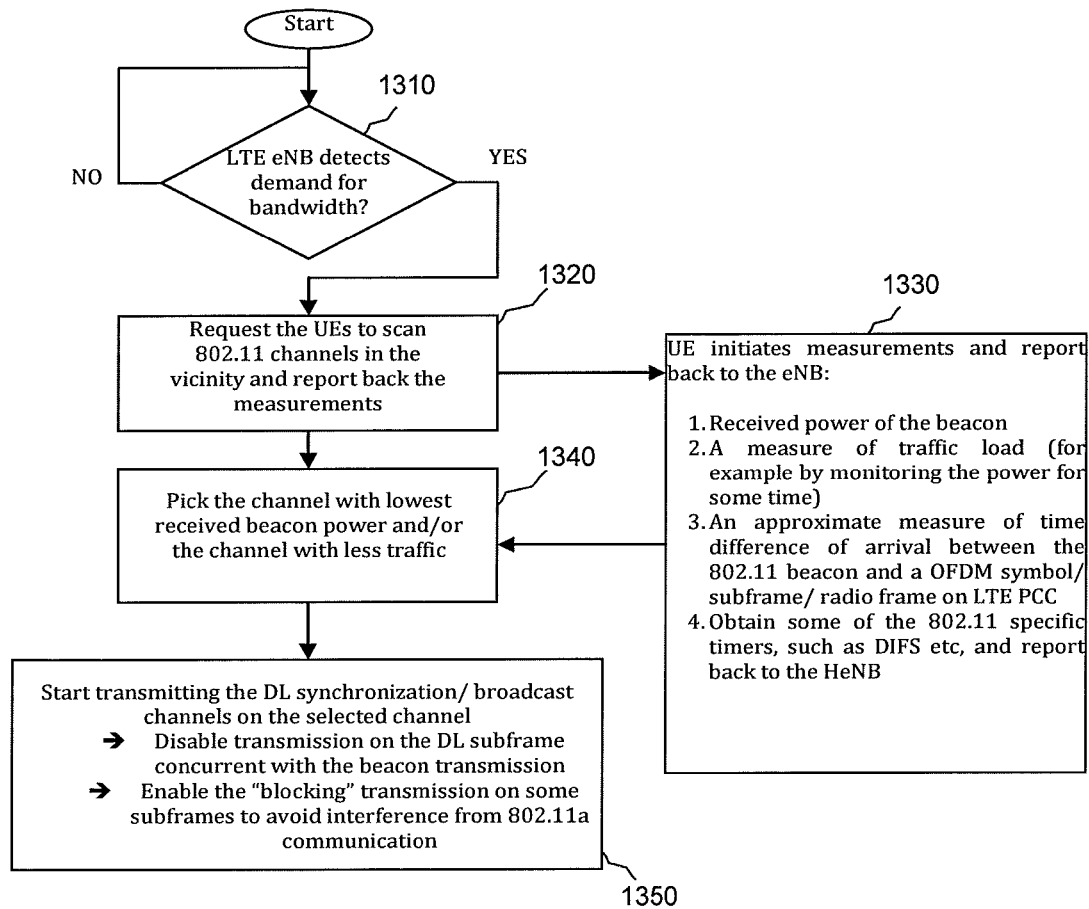 Start
1310
LTE eNB detects
demand for
bandwidth?
NO
YES
1320
Request the UEs to scan
802.11 channels in the
vicinity and report back the
measurements
1330
UE initiates measurements and report
back to the eNB:
1. Received power of the beacon
2. A measure of traffic load (for
example by monitoring the power for
some time)
3. An approximate measure of time
difference of arrival between the
802.11 beacon and a OFDM symbol/
subframe/ radio frame on LTE PCC
4. Obtain some of the 802.11 specific
timers, such as DIFS etc, and report
back to the HeNB
1340
Pick the channel with lowest
received beacon power and/or
the channel with less traffic
Start transmitting the DL synchronization/ broadcast
channels on the selected channel
➔ Disable transmission on the DL subframe
concurrent with the beacon transmission
➔ Enable the “blocking” transmission on some
subframes to avoid interference from 802.11a
communication
1350